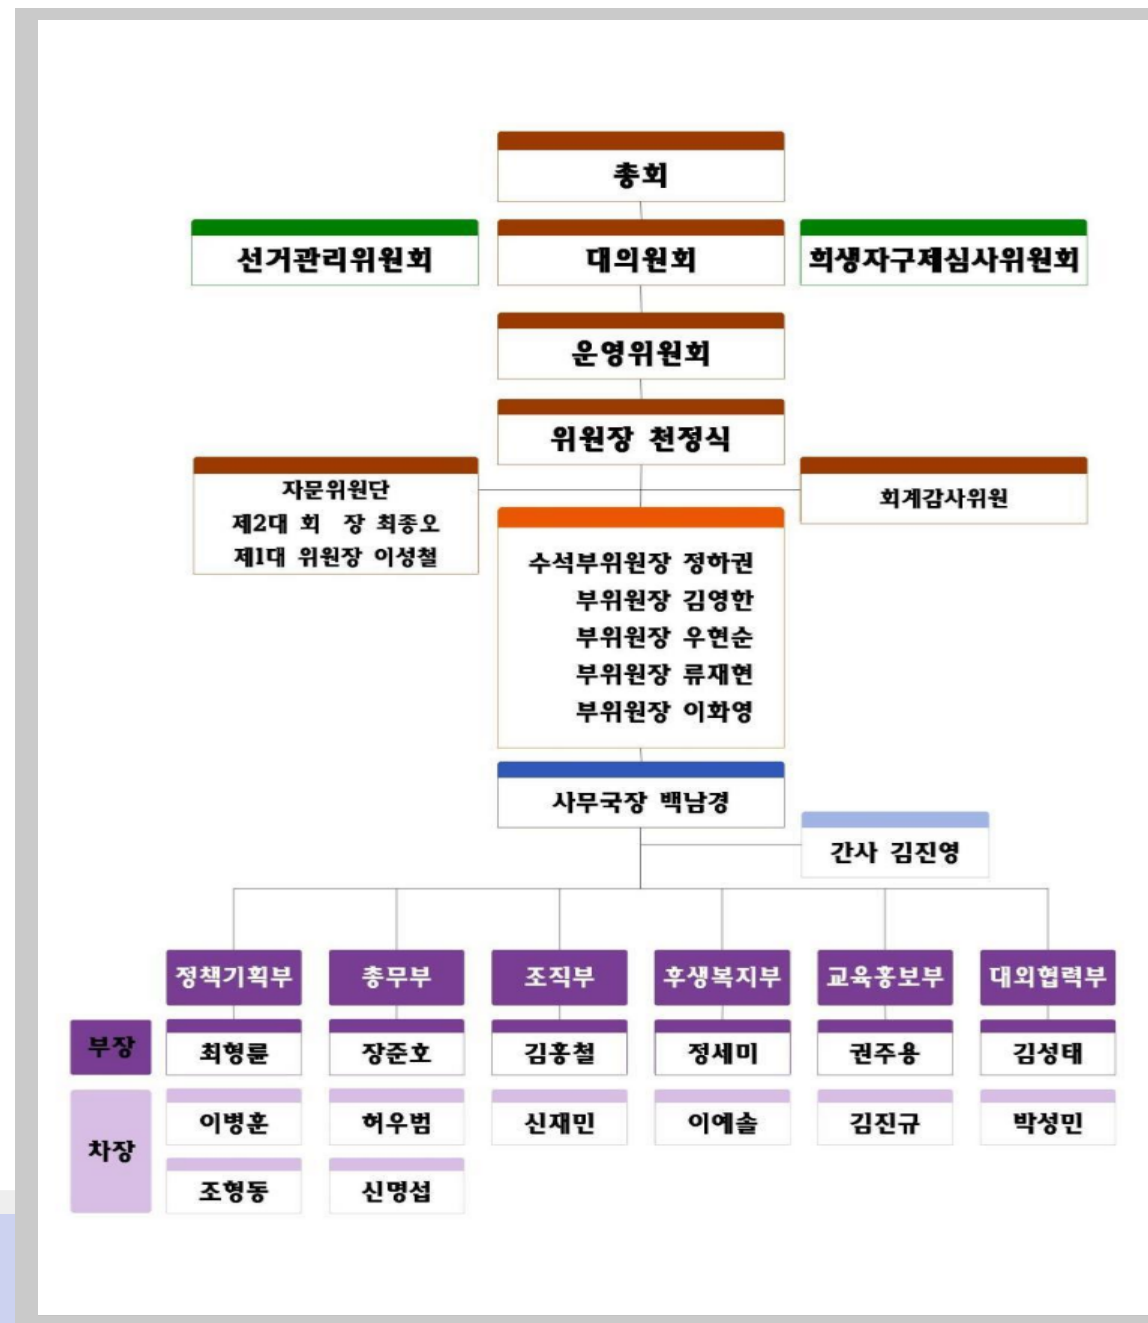 총회
선거관리위원회
대의원회
희생자구제심사위원회
운영위원회
위원장 천정식
자문위원단
제2대 회 장 최종오
제1대 위원장 이성철
회계감사위원
수석부위원장 정하권
부위원장 김영한
부위원장 우현순
부위원장 류재현
부위원장 이화영
사무국장 백남경
간사 김진영
정책기획부 총무부 조직부 후생복지부 교육홍보부 대외협력부
부장 최형륜 장준호 김홍철 정세미 권주용 김성태
차장
이병훈 허우범 신재민 이예솔 김진규 박성민
조형동 신명섭